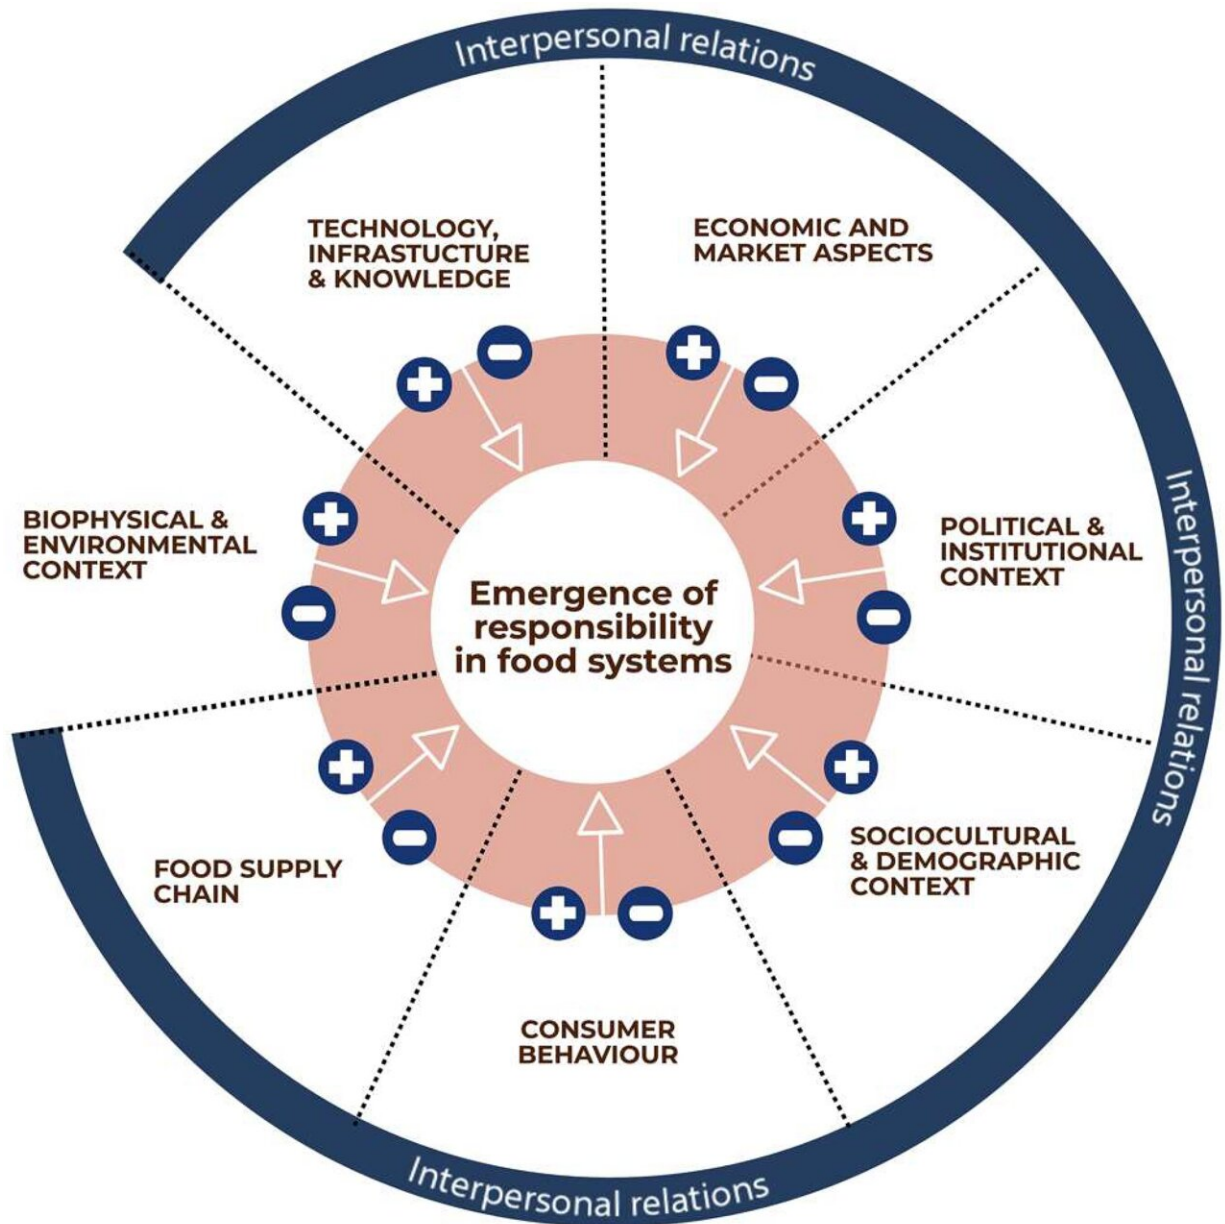 Interpersonal relations
TECHNOLOGY,
INFRASTUCTURE
& KNOWLEDGE
ECONOMIC AND
MARKET ASPECTS
BIOPHYSICAL &
ENVIRONMENTAL
CONTEXT
POLITICAL &
INSTITUTIONAL
CONTEXT
Interpersonal relations
Emergence of
responsibility
in food systems
FOOD SUPPLY
CHAIN
SOCIOCULTURAL
& DEMOGRAPHIC
CONTEXT
CONSUMER
BEHAVIOUR
Interpersonal relations